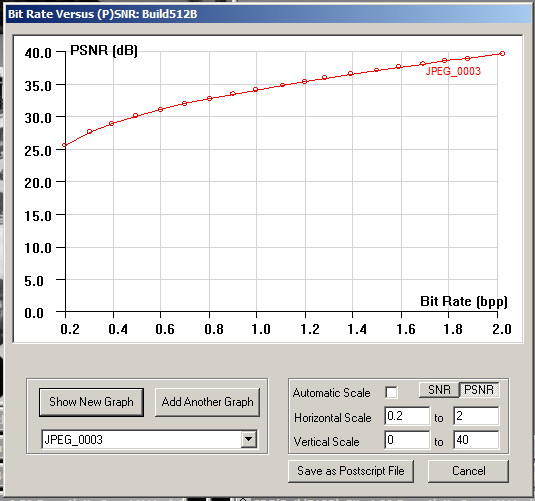 Bit Rate Versus (P)SNR: Build512B
PSNR (dB)
40.0
35.0
30.0
25.0
20.0
15.0
10.0
5.0
0.0
JPEG_0003
Bit Rate (bpp)
0.2 0.4 0.6 0.8 1.0 1.2 1.4 1.6 1.8 2.0
Show New Graph Add Another Graph
JPEG_0003
Automatic Scale SNR PSNR
Horizontal Scale 0.2 to 2
Vertical Scale 0 to 40
Save as Postscript File Cancel